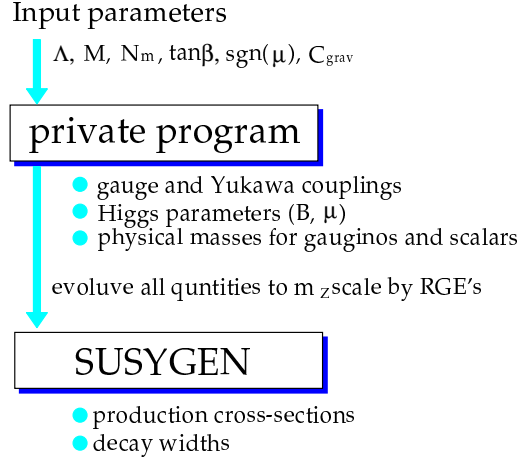 Input parameters
Λ, M, Nm, tanβ, sgn(μ), Cgrav
private program
gauge and Yukawa couplings
Higgs parameters (B, μ)
physical masses for gauginos and scalars
evoluve all quntities to m Z scale by RGE's
SUSYGEN
production cross-sections
decay widths